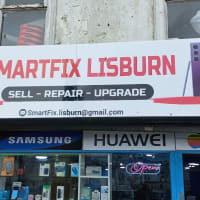 MARTFIX LISBURN
SELL - REPAIR - UPGRADE
SmartFix.lisburn@gmail.com
SAMSUNG
HUAWEI
Open